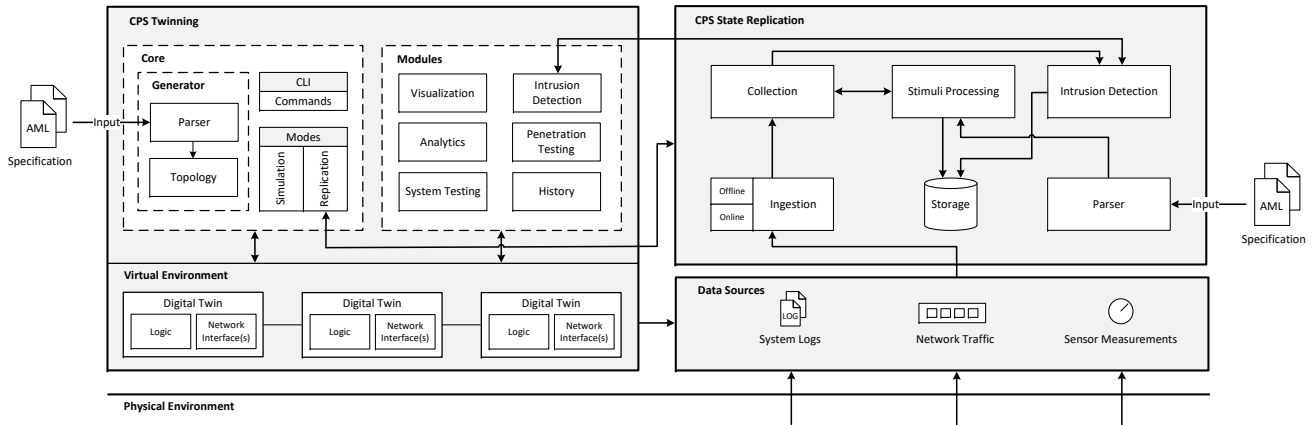 CPS Twinning
Core
Generator
Parser
Topology
CLI
Commands
Modes
Simulation
Replication
Modules
Visualization
Intrusion
Detection
Analytics
Penetration
Testing
System Testing
History
AML
Specification
Input
Virtual Environment
Digital Twin
Logic
Network
Interface(s)
Digital Twin
Logic
Network
Interface(s)
Digital Twin
Logic
Network
Interface(s)
CPS State Replication
Collection
Stimuli Processing
Intrusion Detection
Offline
Online
Ingestion
Storage
Parser
Input
AML
Specification
Data Sources
LOG
System Logs
Network Traffic
Sensor Measurements
Physical Environment